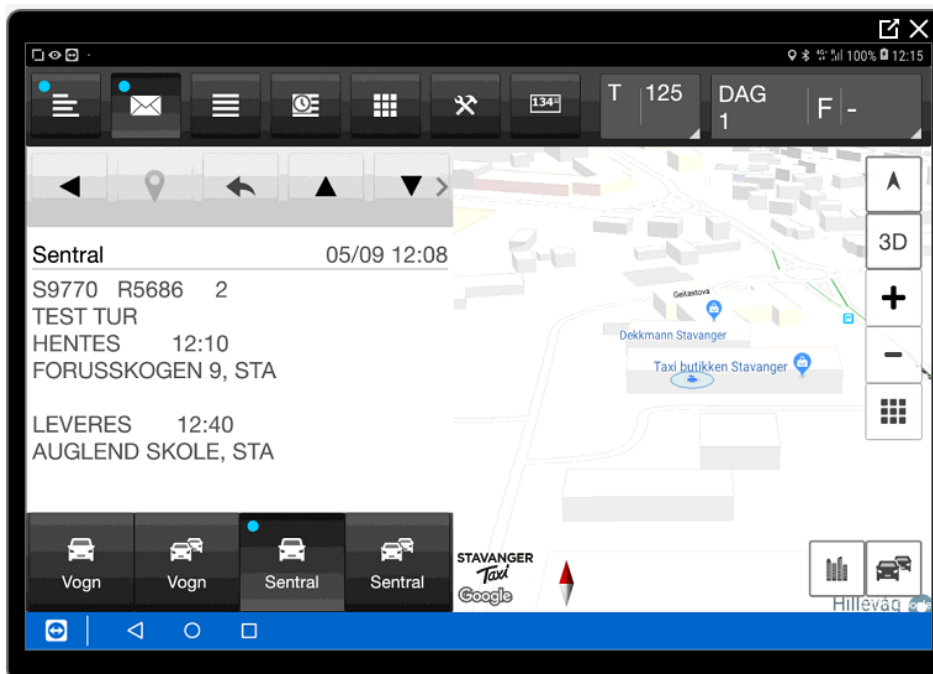 100% 12:15
134
T 125
DAG
1
F -
Sentral 05/09 12:08
S9770 R5686 2
TEST TUR
HENTES 12:10
FORUSSKOGEN 9, STA
LEVERES 12:40
AUGLEND SKOLE, STA
Geitastova
Dekkmann Stavanger
Taxi butikken Stavanger
3D
+
-
Vogn
Vogn
Sentral
Sentral
STAVANGER
Taxi
Google
Hillevåg